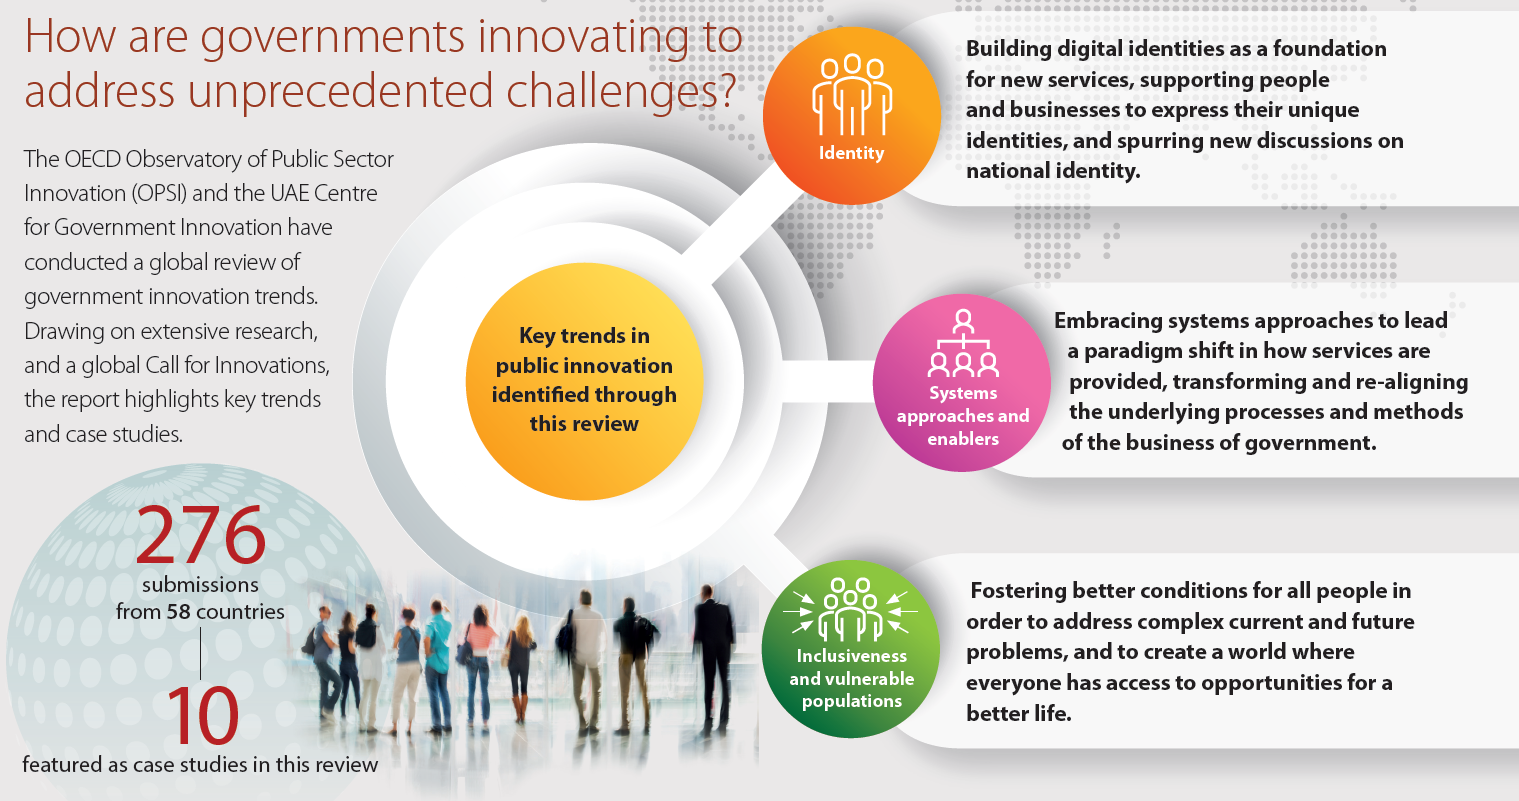 How are governments innovating to
address unprecedented challenges?
The OECD Observatory of Public Sector
Innovation (OPSI) and the UAE Centre
for Government Innovation have
conducted a global review of
government innovation trends.
Drawing on extensive research,
and a global Call for Innovations,
the report highlights key trends
and case studies.
276
submissions
from 58 countries
10
featured as case studies in this review
Key trends in
public innovation
identified through
this review
Identity
Building digital identities as a foundation
for new services, supporting people
and businesses to express their unique
identities, and spurring new discussions on
national identity.
Systems
approaches and
enablers
Embracing systems approaches to lead
a paradigm shift in how services are
provided, transforming and re-aligning
the underlying processes and methods
of the business of government.
Inclusiveness
and vulnerable
populations
Fostering better conditions for all people in
order to address complex current and future
problems, and to create a world where
everyone has access to opportunities for a
better life.